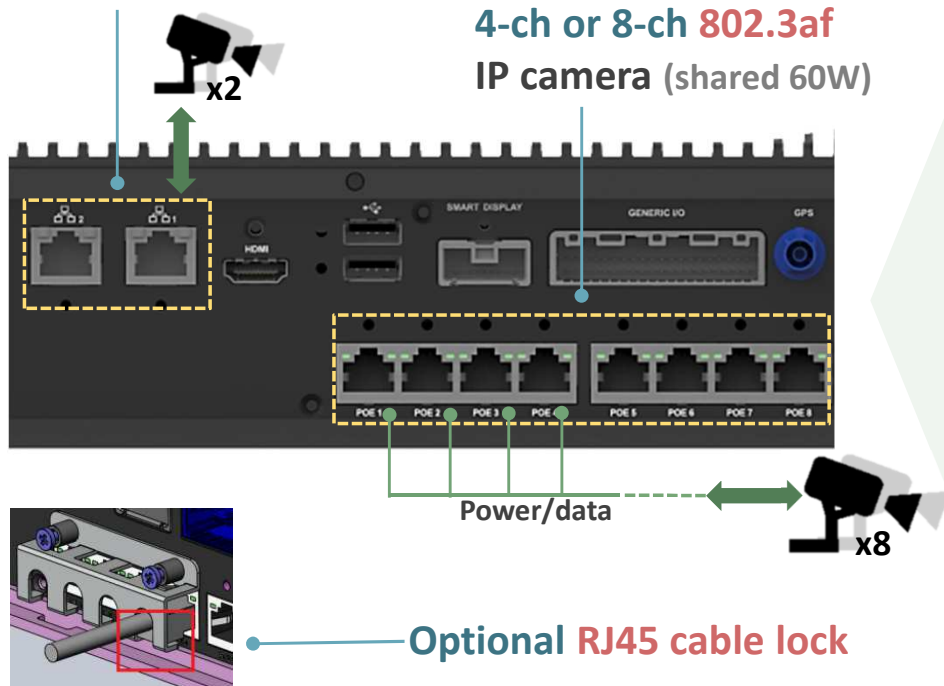 4-ch or 8-ch 802.3af
IP camera (shared 60W)
x2
2
1
HDMI
SMART DISPLAY
GENERIC I/O
GPS
POE 1
POE 2
POE 3
POE 4
POE 5
POE 6
POE 7
POE 8
Power/data
x8
Optional RJ45 cable lock